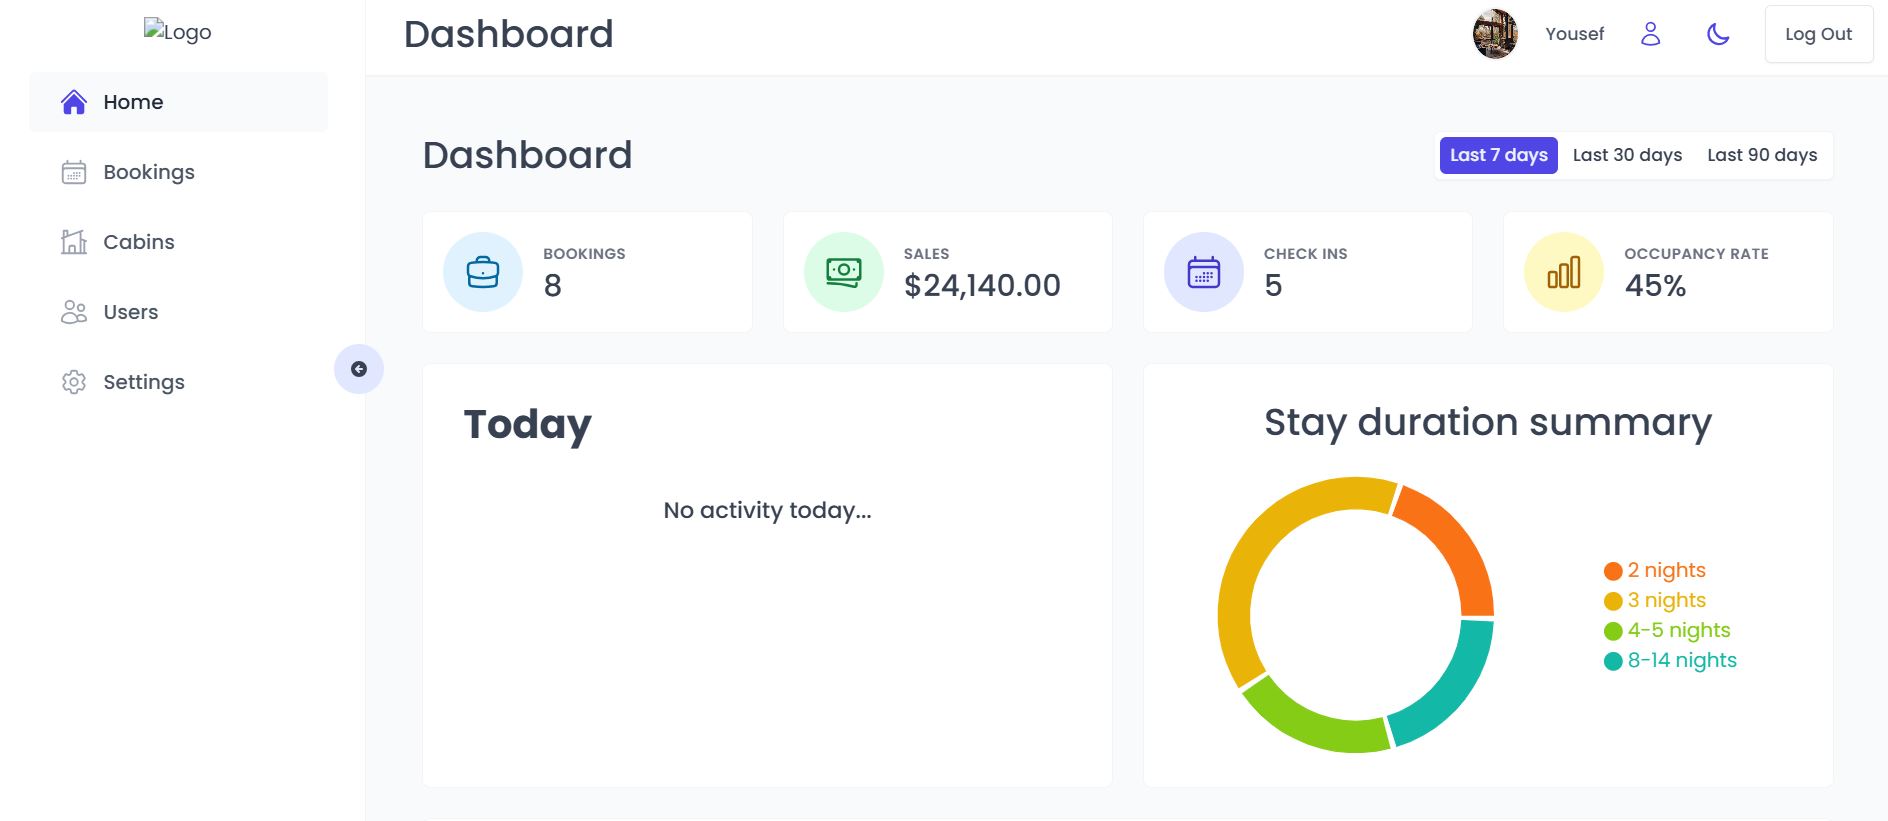 Logo
Home
Bookings
Cabins
Users
Settings
Dashboard
Yousef
Log Out
Dashboard
Last 7 days
Last 30 days
Last 90 days
BOOKINGS
8
SALES
$24,140.00
CHECK INS
5
OCCUPANCY RATE
45%
Today
No activity today...
Stay duration summary
2 nights
3 nights
4-5 nights
8-14 nights